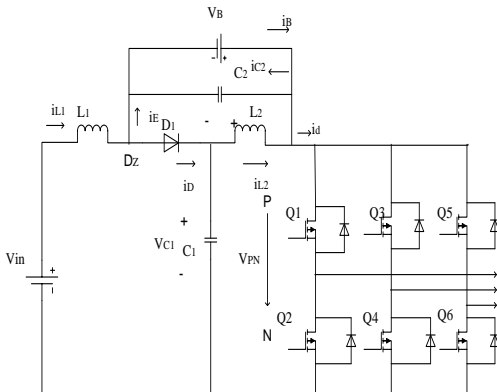 VB
iB
C2
iC2
iL1
L1
iE
D1
-
+
L2
id
DZ
iD
iL2
P
Q1
Q3
Q5
+
VC1
C1
-
VPN
Vin
+
-
N
Q2
Q4
Q6